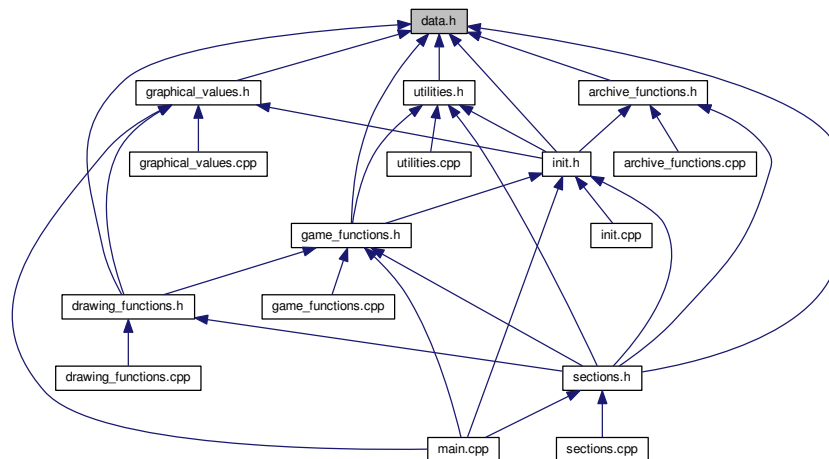 data.h
graphical_values.h
utilities.h
archive_functions.h
graphical_values.cpp
utilities.cpp
init.h
archive_functions.cpp
game_functions.h
init.cpp
drawing_functions.h
game_functions.cpp
drawing_functions.cpp
sections.h
main.cpp
sections.cpp